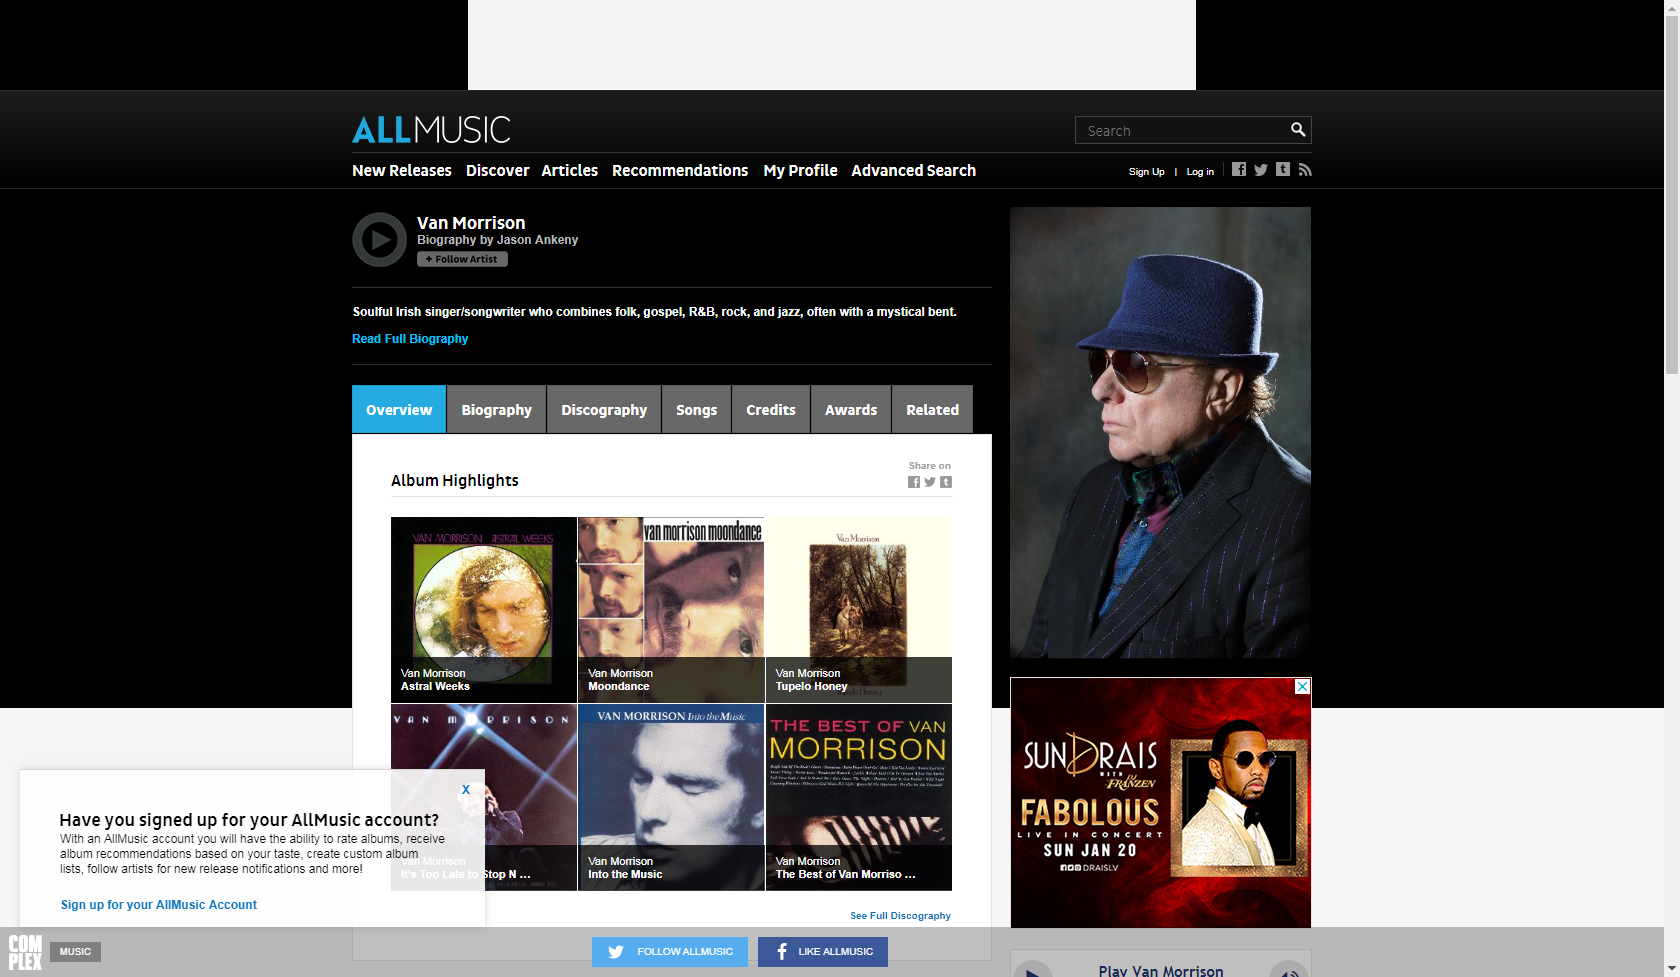 ALLMUSIC
Search
New Releases Discover Articles Recommendations My Profile Advanced Search
Sign Up | Log in
Van Morrison
Biography by Jason Ankeny
+ Follow Artist
Soulful Irish singer/songwriter who combines folk, gospel, R&B, rock, and jazz, often with a mystical bent.
Read Full Biography
Overview Biography Discography Songs Credits Awards Related
Album Highlights
Share on
VAN MORRISON ASTRAL WEEKS
Van Morrison
Astral Weeks
van morrison moondance
Van Morrison
Moondance
Van Morrison
Van Morrison
Tupelo Honey
Tupelo Honey
VAN MORRISON
Van Morrison
It's Too Late to Stop N ...
VAN MORRISON Into the Music
Van Morrison
Into the Music
THE BEST OF VAN
MORRISON
Van Morrison
The Best of Van Morriso ...
See Full Discography
SUNDRAIS
WITH
DJ FRANZEN
FABOLOUS
LIVE IN CONCERT
SUN JAN 20
DRAISLV
Play Van Morrison
Have you signed up for your AllMusic account?
X
With an AllMusic account you will have the ability to rate albums, receive
album recommendations based on your taste, create custom album
lists, follow artists for new release notifications and more!
Sign up for your AllMusic Account
COM
PLEX
MUSIC
FOLLOW ALLMUSIC
LIKE ALLMUSIC